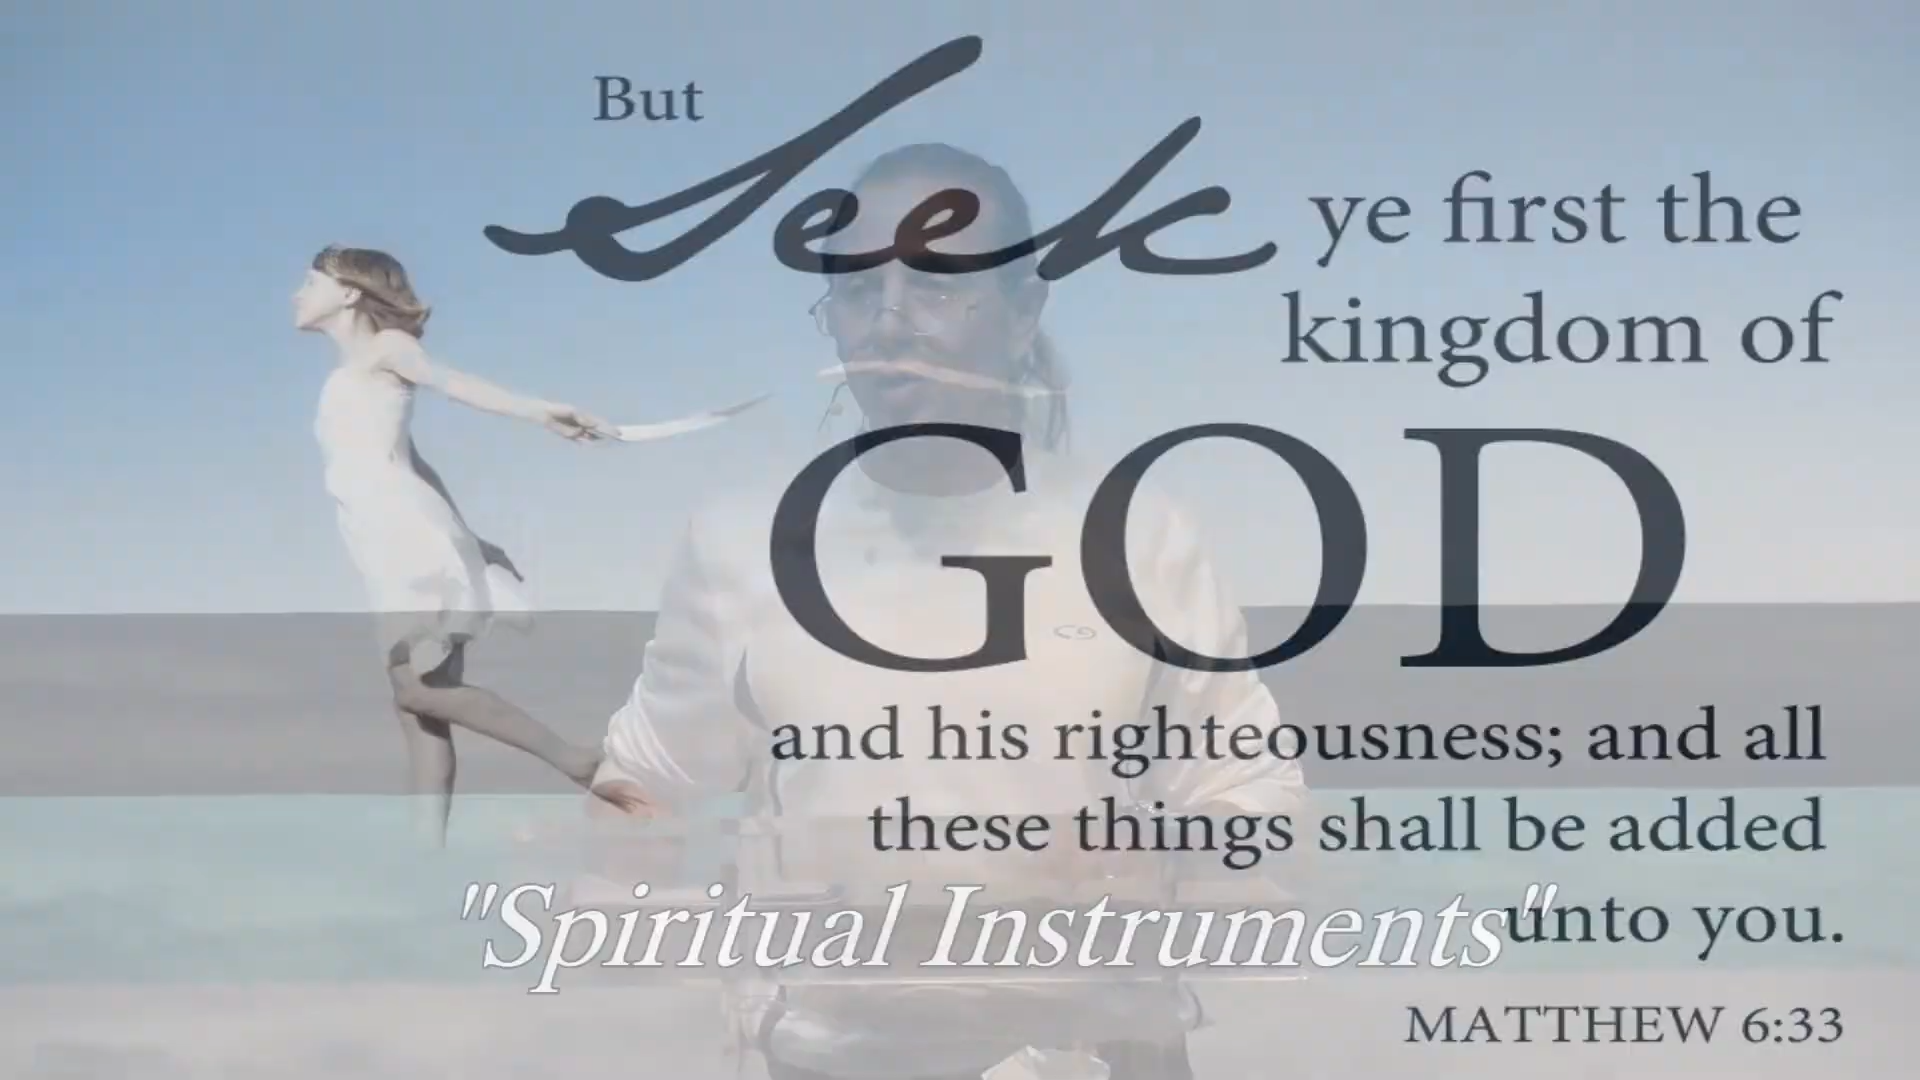 But Seek ye first the
kingdom of
GOD
and his righteousness; and all
these things shall be added
unto you.
"Spiritual Instruments"
MATTHEW 6:33